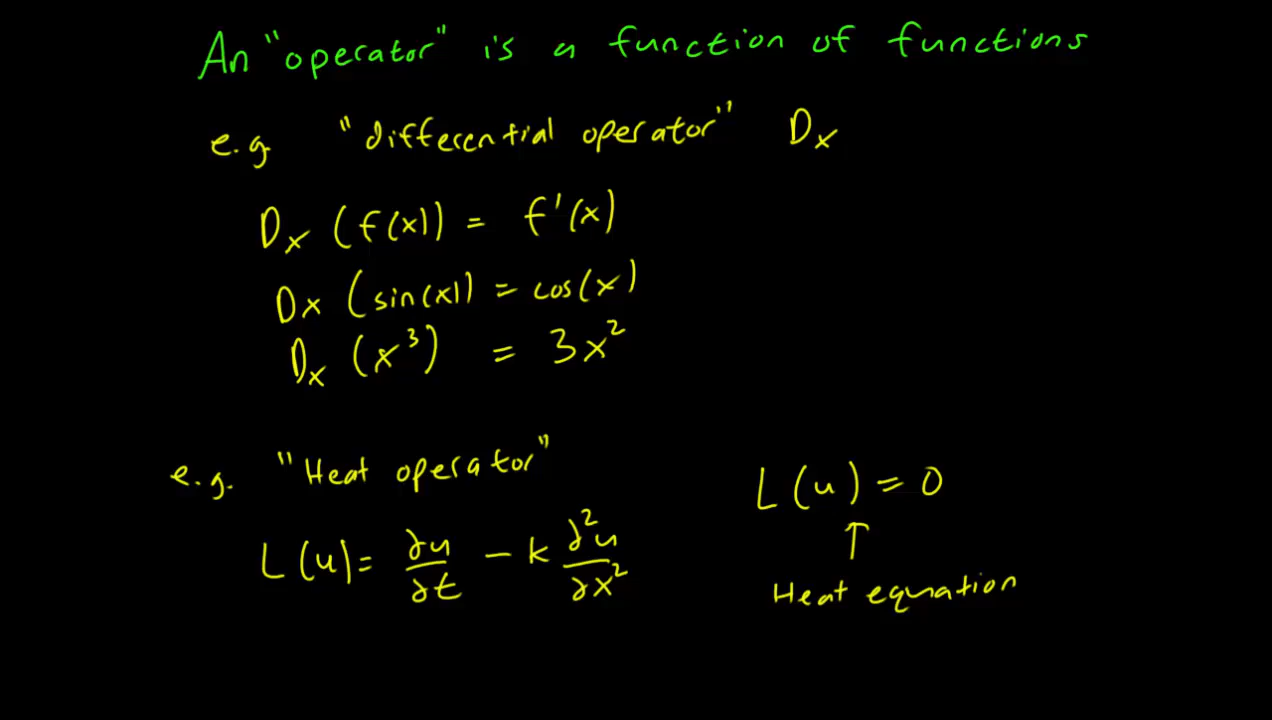 An "operator" is a function of functions
e.g. "differential operator" Dx
Dx (f(x)) = f'(x)
Dx (sin(x)) = cos(x)
Dx (x³) = 3x²
e.g. "Heat operator"
L(u) = ∂u/∂t - k ∂²u/∂x²
L(u) = 0
↑
Heat equation